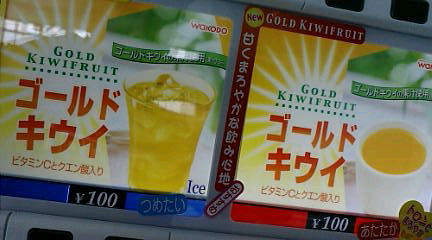 WAKODO
ゴールドキウイの果汁使用
GOLD
KIWIFRUIT
ゴールド
キウイ
ビタミンCとクエン酸入り
Ice
¥100
つめたい
New
GOLD KIWIFRUIT
甘くまろやかな飲み心地
GOLD
KIWIFRUIT
ゴールドキウイの果汁使用
ゴールド
キウイ
ビタミンCとクエン酸入り
¥100
あたたか